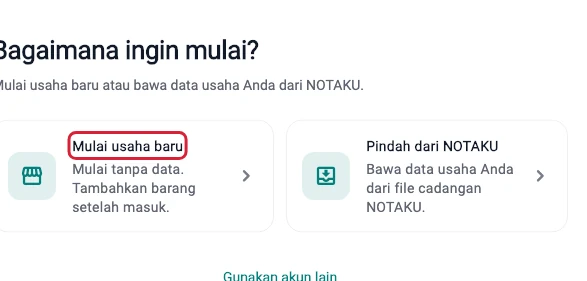 Bagaimana ingin mulai?
Mulai usaha baru atau bawa data usaha Anda dari NOTAKU.
Mulai usaha baru
Mulai tanpa data.
Tambahkan barang
setelah masuk.
Pindah dari NOTAKU
Bawa data usaha Anda
dari file cadangan
NOTAKU.
Gunakan akun lain